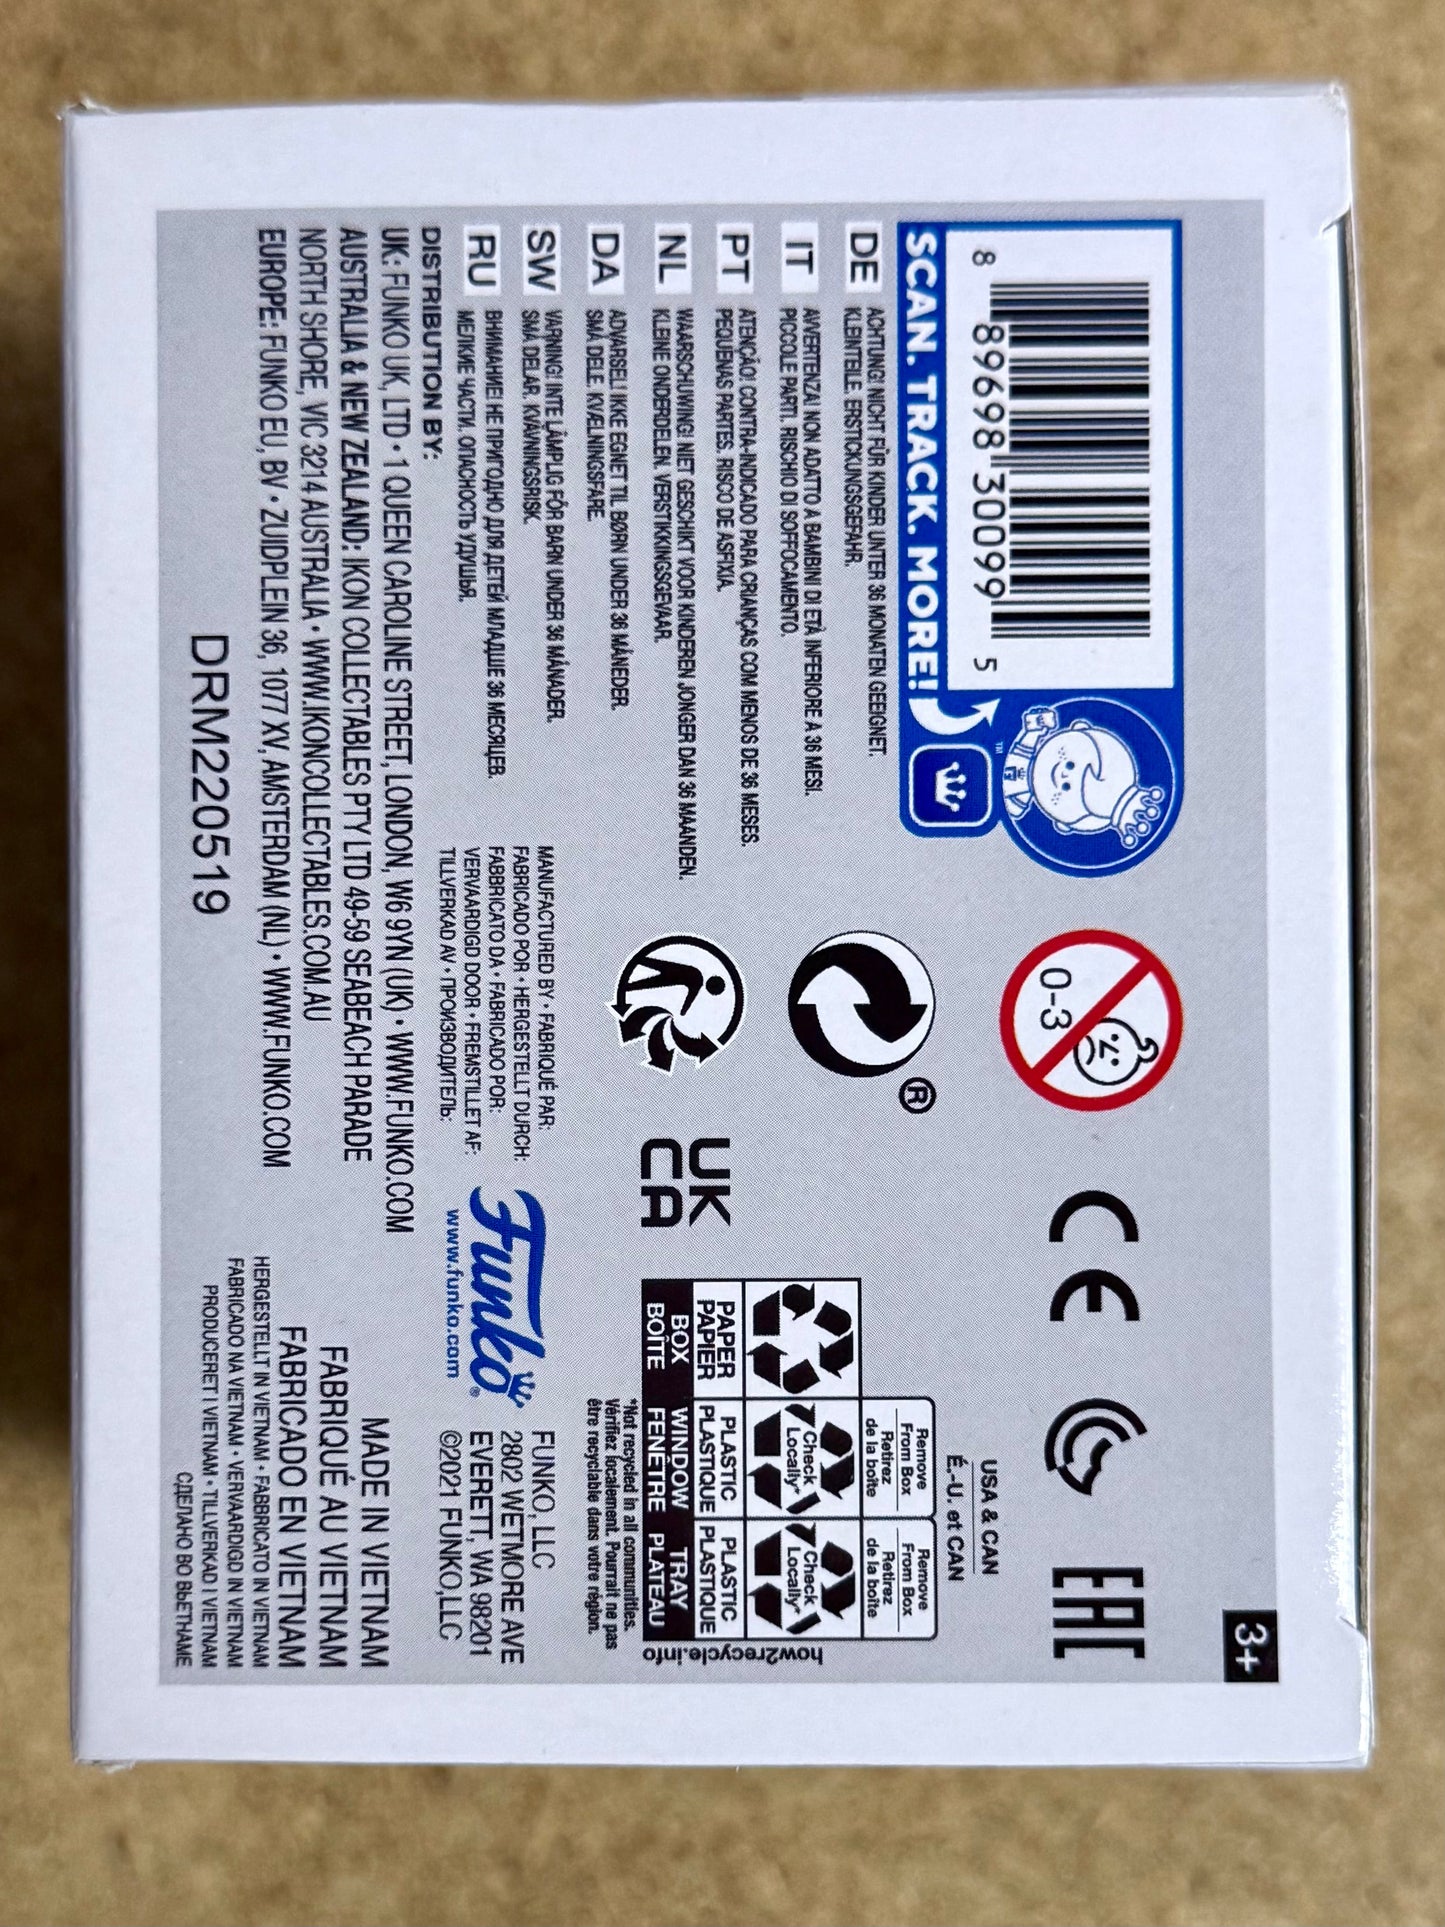 3+
8 89698 30099 5
SCAN. TRACK. MORE!
TM
0-3
CE
EAC
DE ACHTUNG! NICHT FÜR KINDER UNTER 36 MONATEN GEEIGNET.
KLEINTEILE. ERSTICKUNGSGEFAHR.
IT AVVERTENZA! NON ADATTO A BAMBINI DI ETÀ INFERIORE A 36 MESI.
PICCOLE PARTI. RISCHIO DI SOFFOCAMENTO.
PT ATENÇÃO! CONTRA-INDICADO PARA CRIANÇAS COM MENOS DE 36 MESES.
PEQUENAS PARTES. RISCO DE ASFIXIA.
NL WAARSCHUWING! NIET GESCHIKT VOOR KINDEREN JONGER DAN 36 MAANDEN.
KLEINE ONDERDELEN. VERSTIKKINGSGEVAAR.
DA ADVARSEL! IKKE EGNET TIL BØRN UNDER 36 MÅNEDER.
SMÅ DELE. KVÆLNINGSFARE.
SW VARNING! INTE LÄMPLIG FÖR BARN UNDER 36 MÅNADER.
SMÅ DELAR. KVÄVNINGSRISK.
RU ВНИМАНИЕ! НЕ ПРИГОДНО ДЛЯ ДЕТЕЙ МЛАДШЕ 36 МЕСЯЦЕВ.
МЕЛКИЕ ЧАСТИ. ОПАСНОСТЬ УДУШЬЯ.
®
UK
CA
USA & CAN
É.-U. et CAN
Remove
From Box
Retirez
de la boîte
Remove
From Box
Retirez
de la boîte
Check
Locally*
Check
Locally*
PAPER
PAPIER
PLASTIC
PLASTIQUE
PLASTIC
PLASTIQUE
BOX
BOÎTE
WINDOW
FENÊTRE
TRAY
PLATEAU
how2recycle.info
*Not recycled in all communities.
Vérifiez localement. Pourrait ne pas
être recyclable dans votre région.
MANUFACTURED BY • FABRIQUÉ PAR:
FABRICADO POR • HERGESTELLT DURCH:
FABBRICATO DA • FABRICADO POR:
VERVAARDIGD DOOR • FREMSTILLET AF:
TILLVERKAD AV • ПРОИЗВОДИТЕЛЬ:
Funko®
www.funko.com
FUNKO, LLC
2802 WETMORE AVE
EVERETT, WA 98201
©2021 FUNKO,LLC
DISTRIBUTION BY:
UK: FUNKO UK, LTD • 1 QUEEN CAROLINE STREET, LONDON, W6 9YN (UK) • WWW.FUNKO.COM
AUSTRALIA & NEW ZEALAND: IKON COLLECTABLES PTY LTD 49-59 SEABEACH PARADE
NORTH SHORE, VIC 3214 AUSTRALIA • WWW.IKONCOLLECTABLES.COM.AU
EUROPE: FUNKO EU, BV • ZUIDPLEIN 36, 1077 XV, AMSTERDAM (NL) • WWW.FUNKO.COM
MADE IN VIETNAM
FABRIQUÉ AU VIETNAM
FABRICADO EN VIETNAM
HERGESTELLT IN VIETNAM • FABBRICATO IN VIETNAM
FABRICADO NA VIETNAM • VERVAARDIGD IN VIETNAM
PRODUCERET I VIETNAM • TILLVERKAD I VIETNAM
СДЕЛАНО ВО ВЬЕТНАМЕ
DRM220519